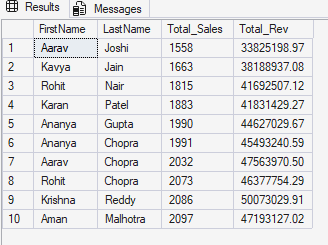 Results Messages
FirstName LastName Total_Sales Total_Rev
1 Aarav Joshi 1558 33825198.97
2 Kavya Jain 1663 38188937.08
3 Rohit Nair 1815 41692507.12
4 Karan Patel 1883 41831429.27
5 Ananya Gupta 1990 44627029.67
6 Ananya Chopra 1991 45493240.59
7 Aarav Chopra 2032 47563970.50
8 Rohit Chopra 2073 46377754.29
9 Krishna Reddy 2086 50073029.91
10 Aman Malhotra 2097 47193127.02